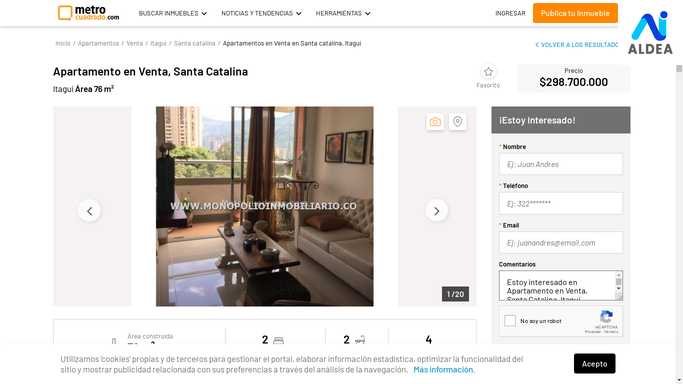 metro
cuadrado.com
BUSCAR INMUEBLES
NOTICIAS Y TENDENCIAS
HERRAMIENTAS
INGRESAR
Publica tu Inmueble
AI
ALDEA
Inicio / Apartamentos / Venta / Itagui / Santa catalina / Apartamentos en Venta en Santa catalina, Itagui
VOLVER A LOS RESULTADO
Apartamento en Venta, Santa Catalina
Itagui Área 76 m²
Favorito
Precio
$298.700.000
WWW.MONOPOLIOINMOBILIARIO.CO
1 / 20
¡Estoy Interesado!
* Nombre
Ej: Juan Andres
* Teléfono
Ej: 322*******
* Email
Ej: juanandres@email.com
Comentarios
Estoy interesado en
Apartamento en Venta,
Santa Catalina, Itagui
No soy un robot
reCAPTCHA
Privacidad - Términos
Área construida
2
2
4
Utilizamos 'cookies' propias y de terceros para gestionar el portal, elaborar información estadística, optimizar la funcionalidad del
sitio y mostrar publicidad relacionada con sus preferencias a través del análisis de la navegación. Más información.
Acepto